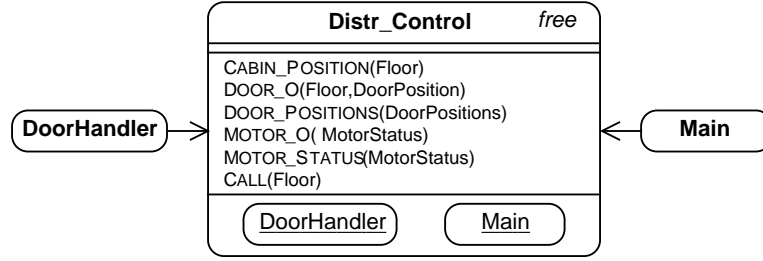 Distr_Control free
CABIN_POSITION(Floor)
DOOR_O(Floor,DoorPosition)
DOOR_POSITIONS(DoorPositions)
MOTOR_O( MotorStatus)
MOTOR_STATUS(MotorStatus)
CALL(Floor)
DoorHandler
Main
DoorHandler
Main